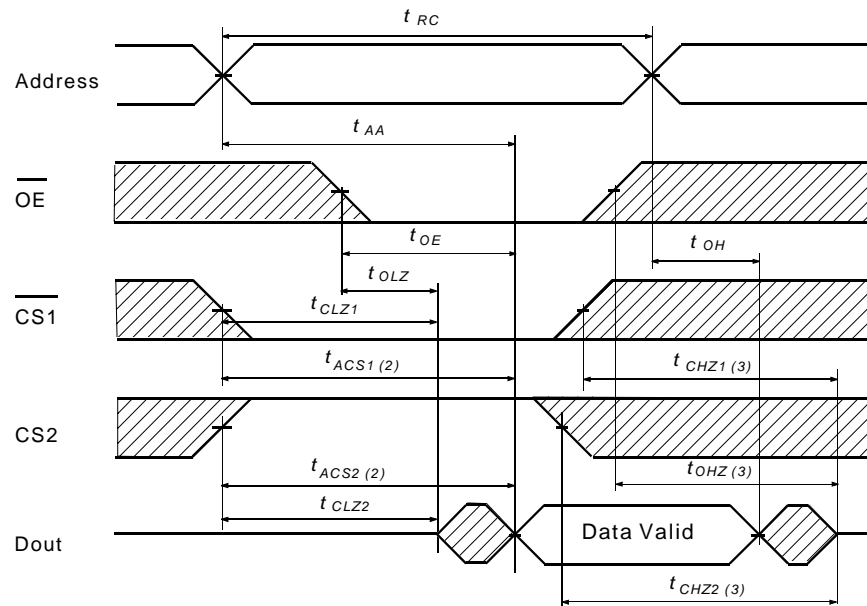 t RC
Address
t AA
OE
t OE
t OH
t OLZ
CS1
t CLZ1
t ACS1 (2)
t CHZ1 (3)
CS2
t ACS2 (2)
t OHZ (3)
t CLZ2
Dout
Data Valid
t CHZ2 (3)